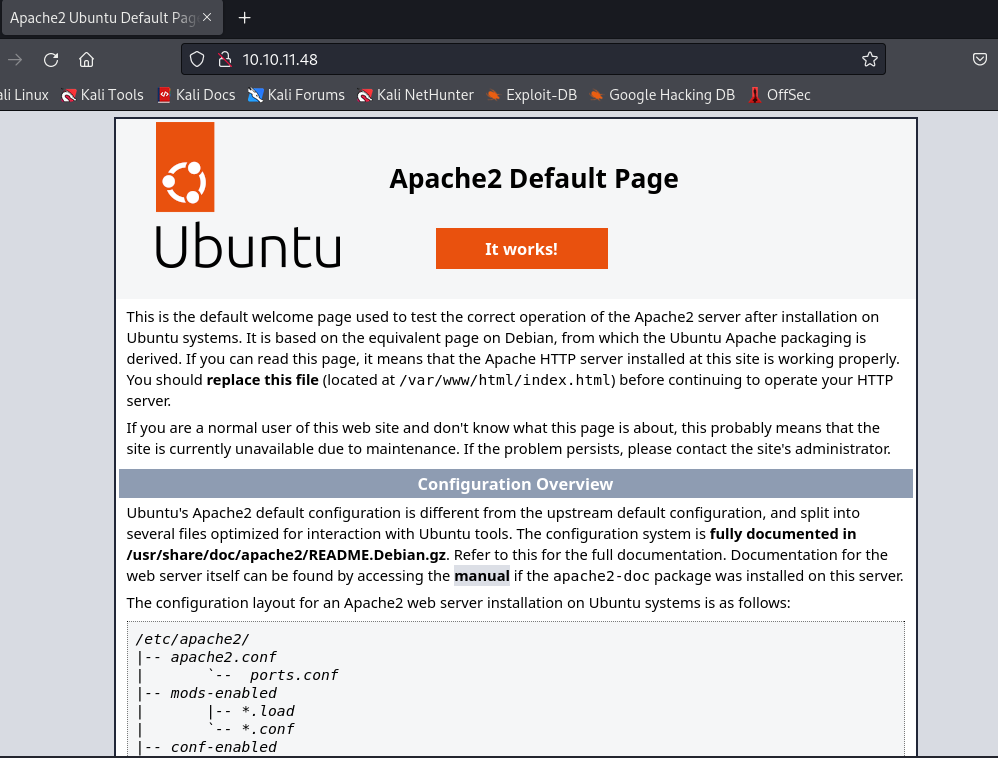 Apache2 Ubuntu Default Pag
10.10.11.48
ali Linux Kali Tools Kali Docs Kali Forums Kali NetHunter Exploit-DB Google Hacking DB OffSec
Apache2 Default Page
Ubuntu
It works!
This is the default welcome page used to test the correct operation of the Apache2 server after installation on
Ubuntu systems. It is based on the equivalent page on Debian, from which the Ubuntu Apache packaging is
derived. If you can read this page, it means that the Apache HTTP server installed at this site is working properly.
You should replace this file (located at /var/www/html/index.html) before continuing to operate your HTTP
server.
If you are a normal user of this web site and don't know what this page is about, this probably means that the
site is currently unavailable due to maintenance. If the problem persists, please contact the site's administrator.
Configuration Overview
Ubuntu's Apache2 default configuration is different from the upstream default configuration, and split into
several files optimized for interaction with Ubuntu tools. The configuration system is fully documented in
/usr/share/doc/apache2/README.Debian.gz. Refer to this for the full documentation. Documentation for the
web server itself can be found by accessing the manual if the apache2-doc package was installed on this server.
The configuration layout for an Apache2 web server installation on Ubuntu systems is as follows:
/etc/apache2/
|-- apache2.conf
|       `--  ports.conf
|-- mods-enabled
|       |-- *.load
|       `-- *.conf
|-- conf-enabled